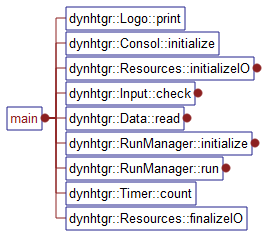 dynhtgr::Logo::print
dynhtgr::Consol::initialize
dynhtgr::Resources::initializeIO
dynhtgr::Input::check
main
dynhtgr::Data::read
dynhtgr::RunManager::initialize
dynhtgr::RunManager::run
dynhtgr::Timer::count
dynhtgr::Resources::finalizeIO